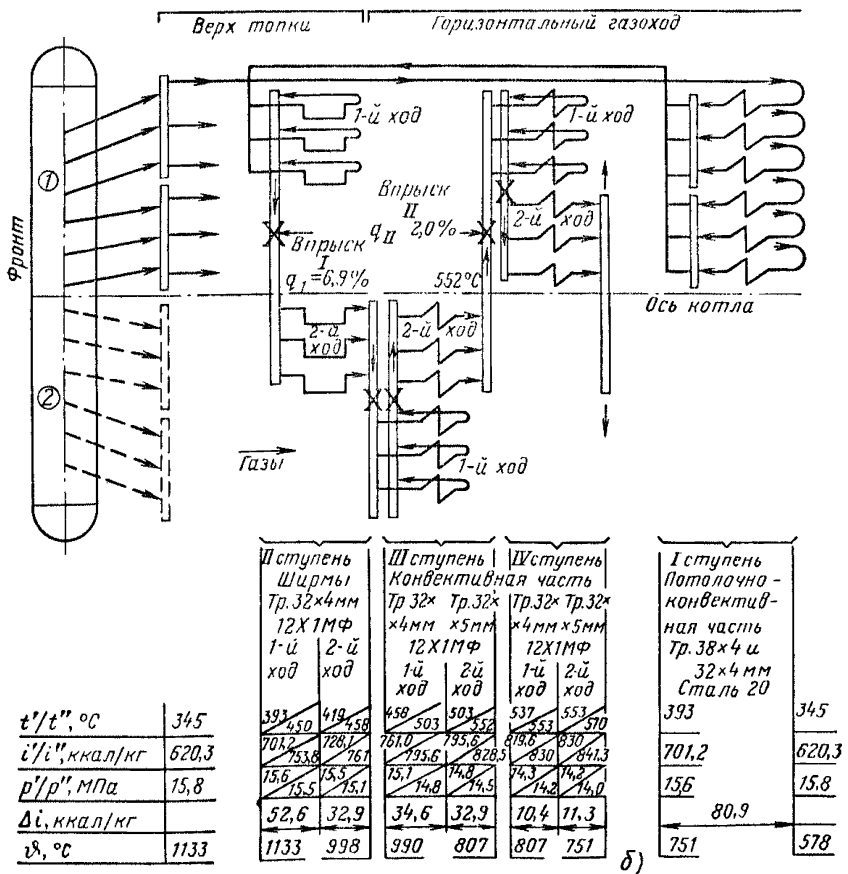 Верх топки
Горизонтальный газоход
Фронт
1
2
1-й ход
Впрыск
I
q₁=6,9%
Впрыск
II
q II 2,0%
552°С
1-й ход
2-й ход
Ось котла
2-й
ход
2-й ход
1-й ход
Газы
II ступень
Ширмы
Тр. 32×4мм
12Х1МФ
1-й ход
2-й ход
III ступень
IV ступень
Конвективная часть
Тр 32× ×4мм
Тр.32× ×5мм
12Х1МФ
1-й ход
2-й ход
Тр.32× ×4мм
Тр.32× ×5мм
12Х1МФ
1-й ход
2-й ход
I ступень
Потолочно-
конвектив-
ная часть
Тр. 38×4 и
32×4 мм
Сталь 20
t'/t", °С 345 393 450 419 458 458 503 503 552 537 553 553 570 393 345
i'/i", ккал/кг 620,3 701,2 753,8 728,1 761 761,0 795,6 795,6 828,5 819,6 830 830 841,3 701,2 620,3
p'/p", МПа 15,8 15,6 15,5 15,5 15,1 15,1 14,8 14,8 14,5 14,3 14,2 14,2 14,0 15,6 15,8
Δi, ккал/кг 52,6 32,9 34,6 32,9 10,4 11,3 80,9
ϑ, °С 1133 1133 998 990 807 807 751 751 578
б)